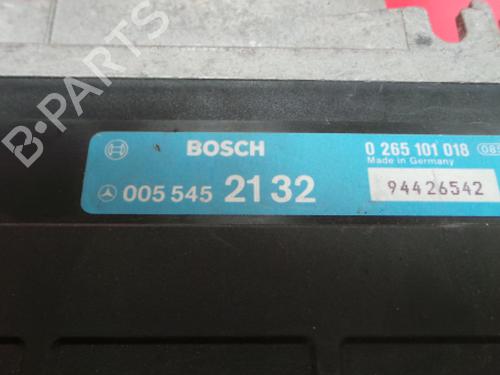 B·PARTS
BOSCH
0 265 101 018
Made in Germany
005 545 21 32
94426542